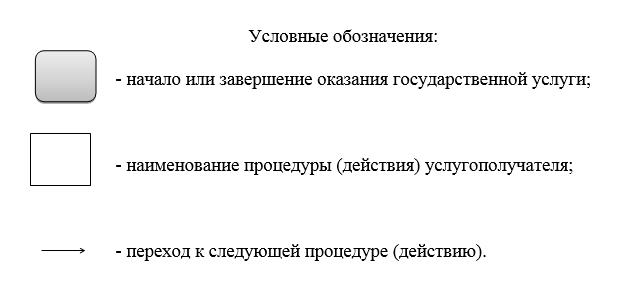 Условные обозначения:
- начало или завершение оказания государственной услуги;
- наименование процедуры (действия) услугополучателя;
- переход к следующей процедуре (действию).